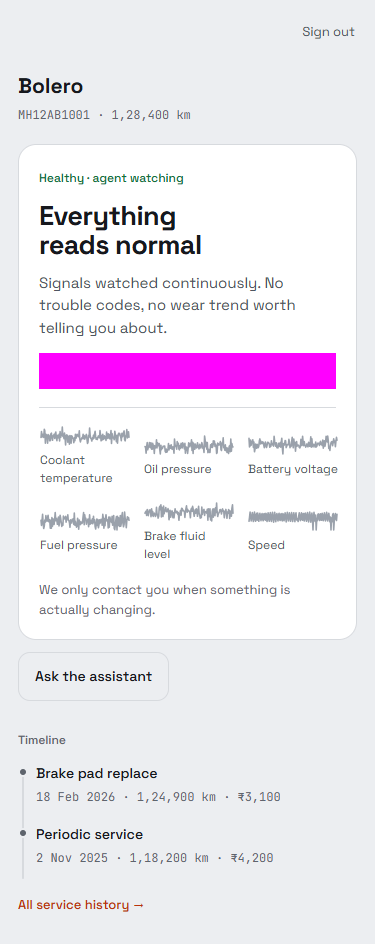 Sign out
Bolero
MH12AB1001 · 1,28,400 km
Healthy · agent watching
Everything
reads normal
Signals watched continuously. No
trouble codes, no wear trend worth
telling you about.
Coolant
temperature
Oil pressure
Battery voltage
Fuel pressure
Brake fluid
level
Speed
We only contact you when something is
actually changing.
Ask the assistant
Timeline
Brake pad replace
18 Feb 2026 · 1,24,900 km · ₹3,100
Periodic service
2 Nov 2025 · 1,18,200 km · ₹4,200
All service history →